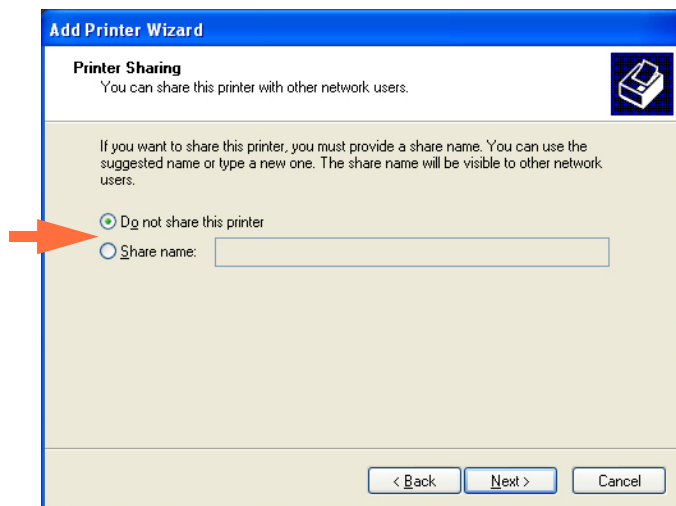 Add Printer Wizard
Printer Sharing
You can share this printer with other network users.
If you want to share this printer, you must provide a share name. You can use the
suggested name or type a new one. The share name will be visible to other network
users.
Do not share this printer
Share name:
< Back Next > Cancel